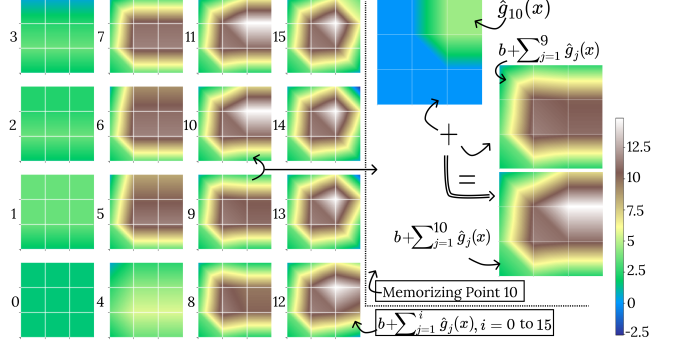 3 7 11 15
2 6 10 14
1 5 9 13
0 4 8 12
ĝ₁₀(x)
b+∑⁹ⱼ₌₁ ĝⱼ(x)
+
=
b+∑¹⁰ⱼ₌₁ ĝⱼ(x)
Memorizing Point 10
b+∑ⁱⱼ₌₁ ĝⱼ(x), i = 0 to 15
12.5
10
7.5
5
2.5
0
-2.5